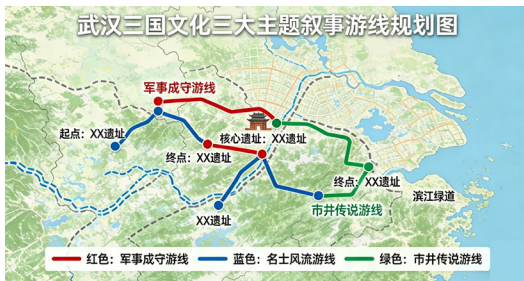 武汉三国文化三大主题叙事游线规划图
军事成守游线
起点：XX遗址
核心遗址：XX遗址
终点：XX遗址
终点：XX遗址
滨江绿道
XX遗址
市井传说游线
红色：军事成守游线
蓝色：名士风流游线
绿色：市井传说游线